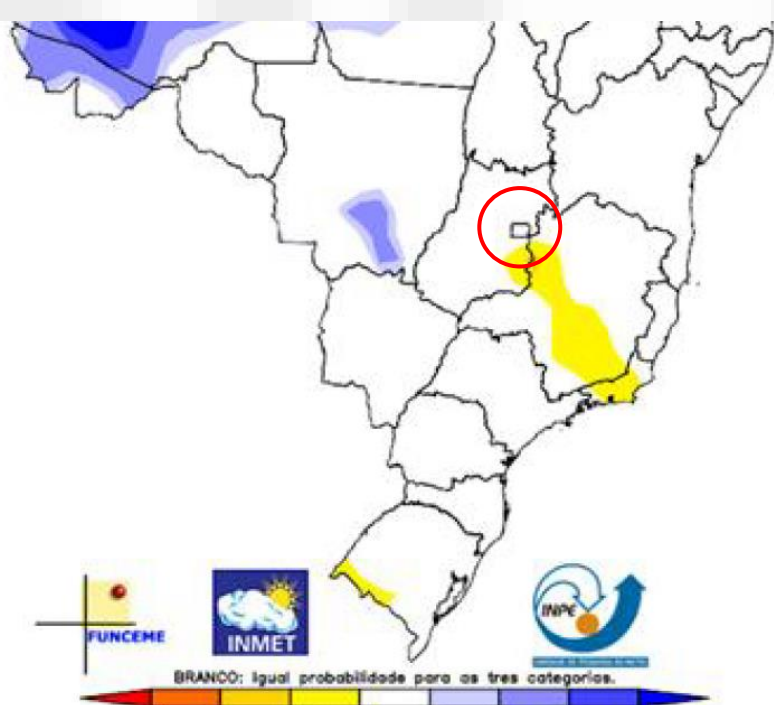 FUNCEME
INMET
INPE
BRANCO: Igual probabilidade para as tres categorias.